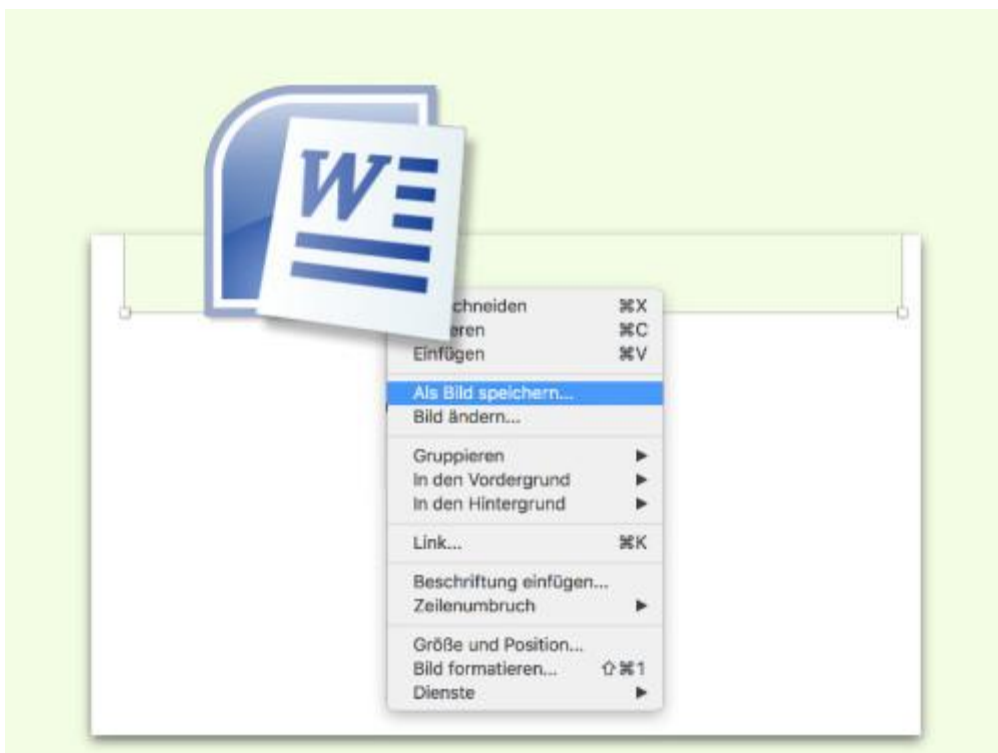 W
chneiden ⌘X
eren ⌘C
Einfügen ⌘V
Als Bild speichern...
Bild ändern...
Gruppieren ▶
In den Vordergrund ▶
In den Hintergrund ▶
Link... ⌘K
Beschriftung einfügen...
Zeilenumbruch ▶
Größe und Position...
Bild formatieren... ⇧⌘1
Dienste ▶